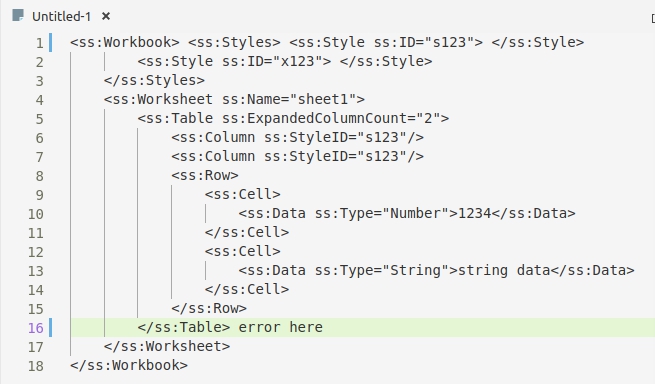 Untitled-1 ×
1 <ss:Workbook> <ss:Styles> <ss:Style ss:ID="s123"> </ss:Style>
2 <ss:Style ss:ID="x123"> </ss:Style>
3 </ss:Styles>
4 <ss:Worksheet ss:Name="sheet1">
5 <ss:Table ss:ExpandedColumnCount="2">
6 <ss:Column ss:StyleID="s123"/>
7 <ss:Column ss:StyleID="s123"/>
8 <ss:Row>
9 <ss:Cell>
10 <ss:Data ss:Type="Number">1234</ss:Data>
11 </ss:Cell>
12 <ss:Cell>
13 <ss:Data ss:Type="String">string data</ss:Data>
14 </ss:Cell>
15 </ss:Row>
16 </ss:Table> error here
17 </ss:Worksheet>
18 </ss:Workbook>